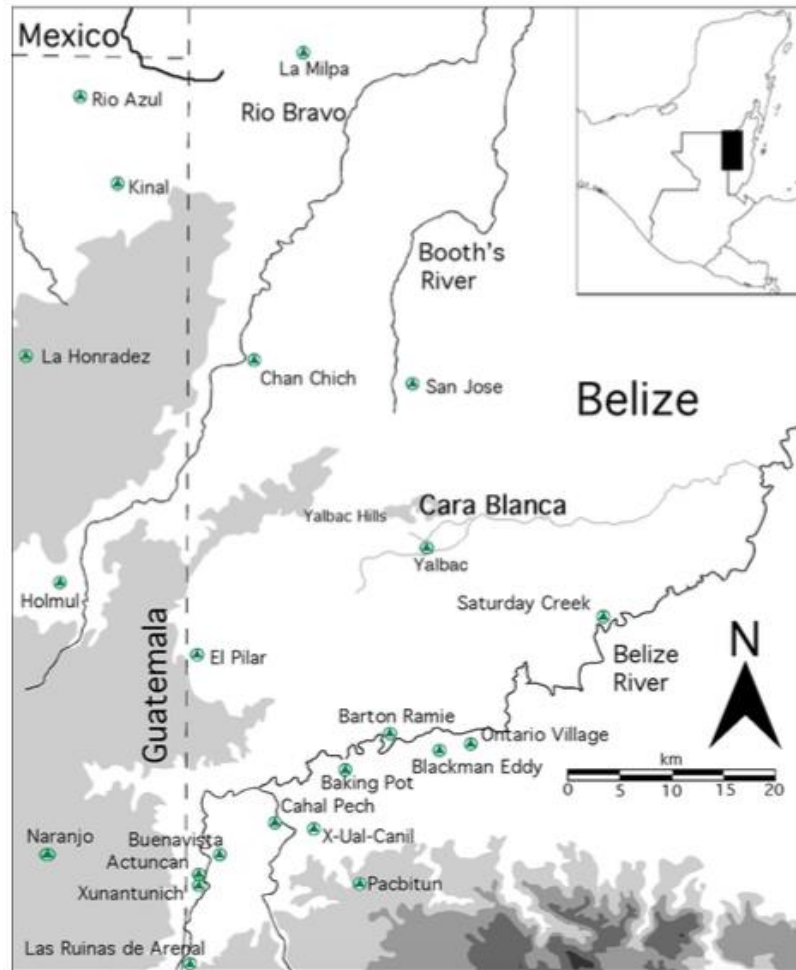 Mexico
La Milpa
Rio Azul
Rio Bravo
Kinal
Booth's
River
La Honradez
Chan Chich
San Jose
Belize
Cara Blanca
Yalbac Hills
Yalbac
Holmul
Saturday Creek
Guatemala
El Pilar
Belize
River
N
Barton Ramie
Ontario Village
Blackman Eddy
km
0 5 10 15 20
Baking Pot
Cahal Pech
X-Ual-Canil
Naranjo
Buenavista
Actuncan
Xunantunich
Pacbitun
Las Ruinas de Arenal